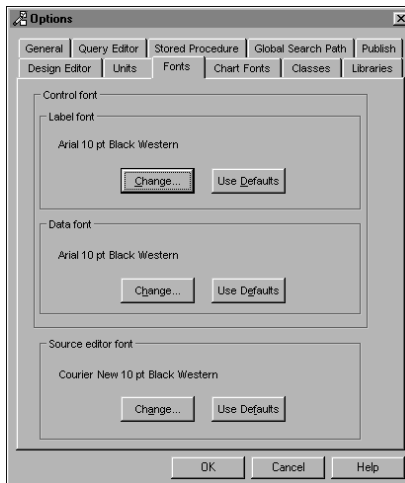 Options
General Query Editor Stored Procedure Global Search Path Publish
Design Editor Units Fonts Chart Fonts Classes Libraries
Control font
Label font
Arial 10 pt Black Western
Change... Use Defaults
Data font
Arial 10 pt Black Western
Change... Use Defaults
Source editor font
Courier New 10 pt Black Western
Change... Use Defaults
OK Cancel Help